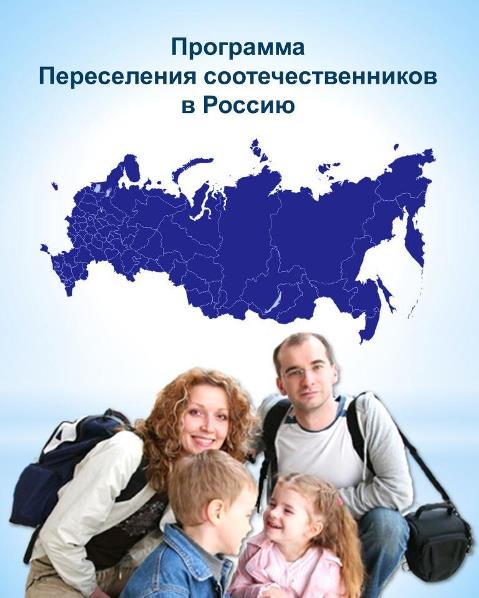 Программа
Переселения соотечественников
в Россию